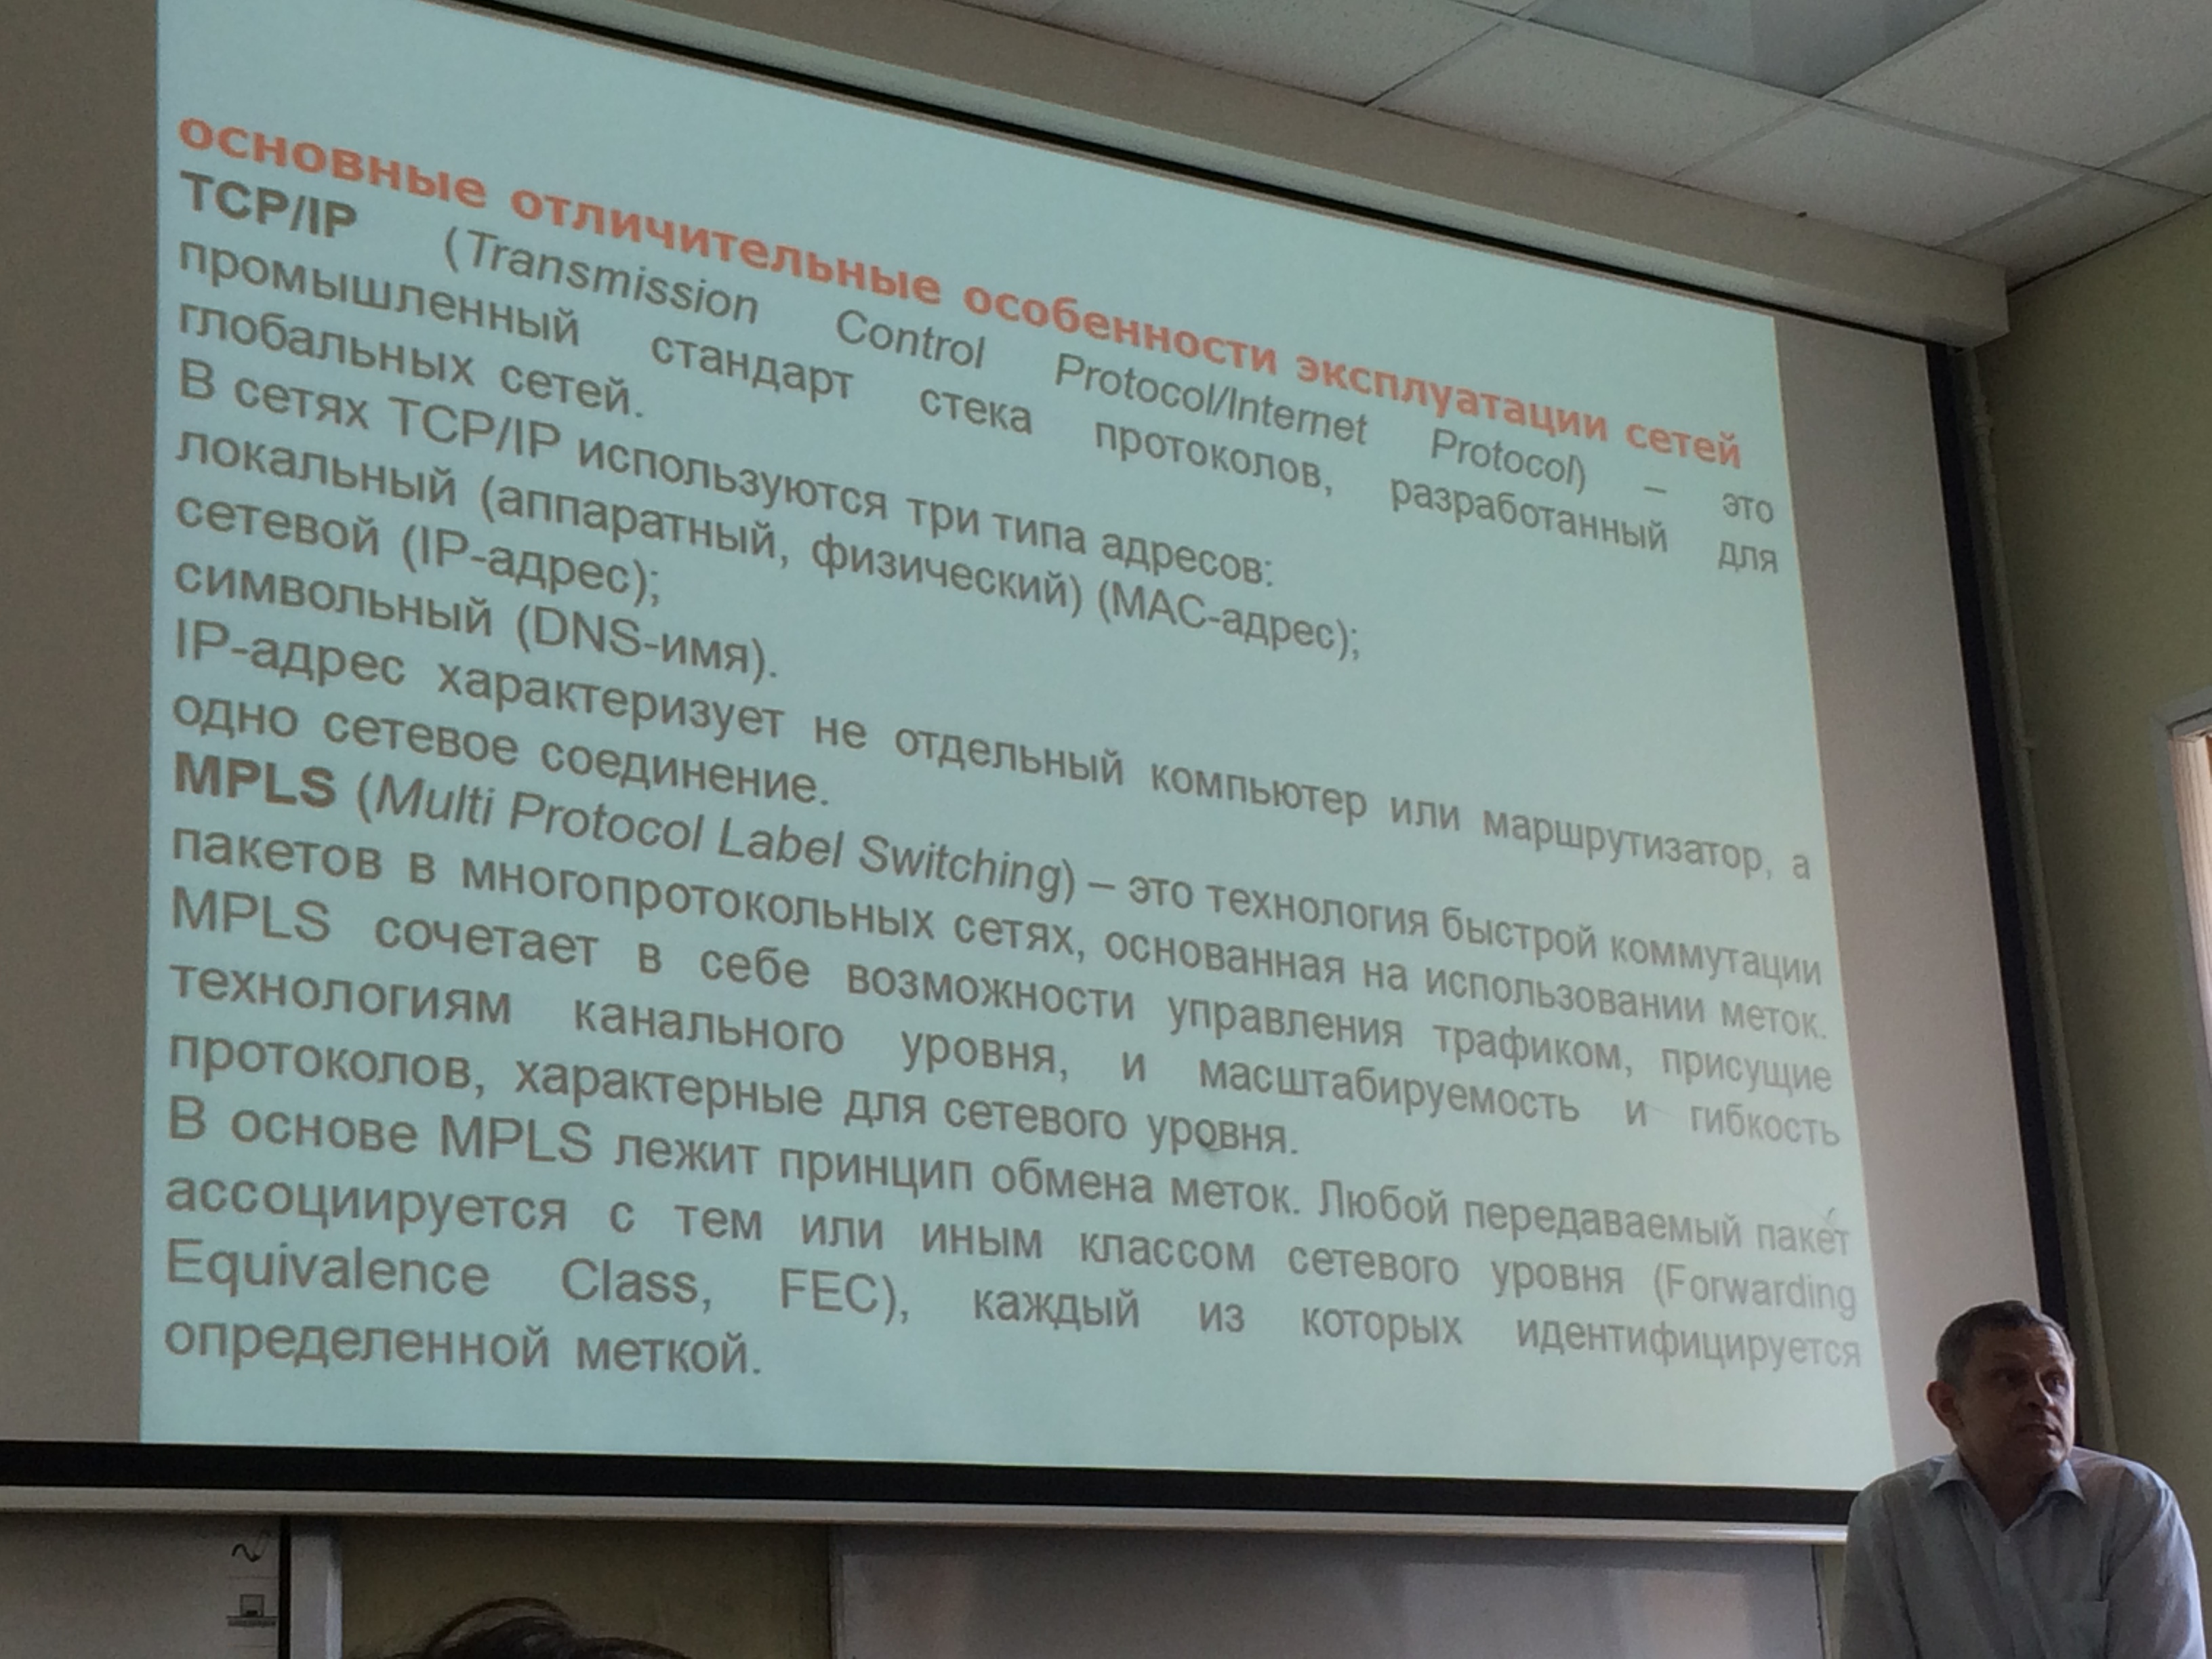 основные отличительные особенности эксплуатации сетей
TCP/IP (Transmission Control Protocol/Internet Protocol) – это
промышленный стандарт стека протоколов, разработанный для
глобальных сетей.
В сетях TCP/IP используются три типа адресов:
локальный (аппаратный, физический) (MAC-адрес);
сетевой (IP-адрес);
символьный (DNS-имя).
IP-адрес характеризует не отдельный компьютер или маршрутизатор, а
одно сетевое соединение.
MPLS (Multi Protocol Label Switching) – это технология быстрой коммутации
пакетов в многопротокольных сетях, основанная на использовании меток.
MPLS сочетает в себе возможности управления трафиком, присущие
технологиям канального уровня, и масштабируемость и гибкость
протоколов, характерные для сетевого уровня.
В основе MPLS лежит принцип обмена меток. Любой передаваемый пакет
ассоциируется с тем или иным классом сетевого уровня (Forwarding
Equivalence Class, FEC), каждый из которых идентифицируется
определенной меткой.